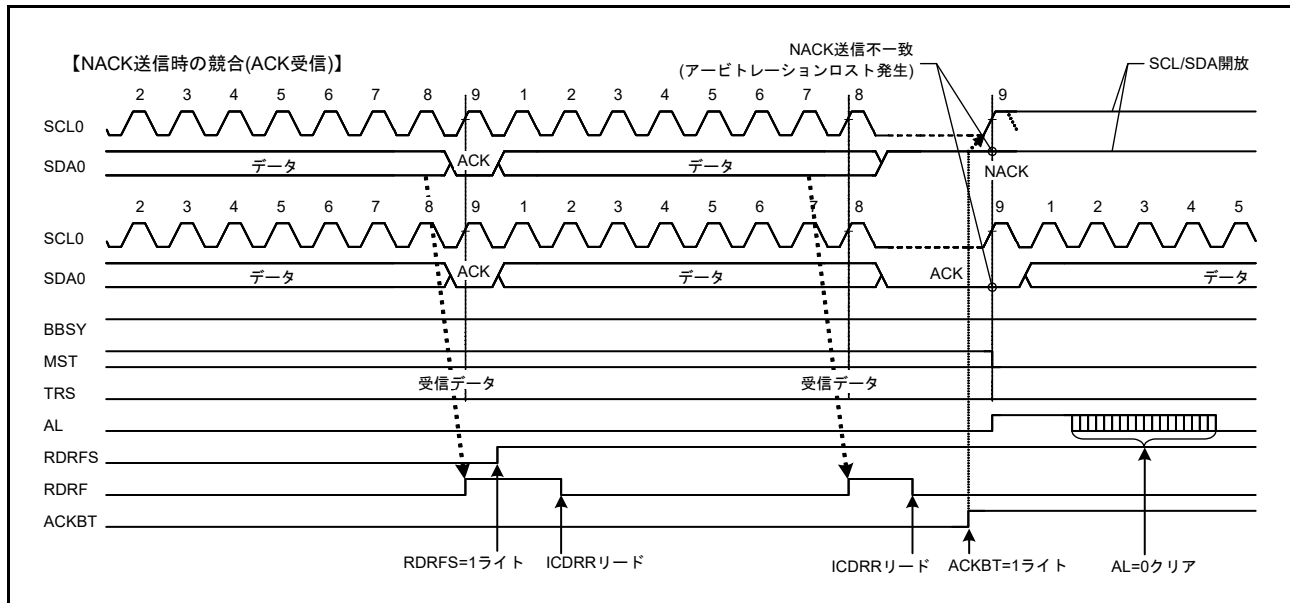 【NACK送信時の競合(ACK受信)】
NACK送信不一致
(アービトレーションロスト発生)
SCL/SDA開放
2 3 4 5 6 7 8 9 1 2 3 4 5 6 7 8 9
SCL0
SDA0 データ ACK データ NACK
2 3 4 5 6 7 8 9 1 2 3 4 5 6 7 8 9 1 2 3 4 5
SCL0
SDA0 データ ACK データ ACK データ
BBSY
MST
受信データ 受信データ
TRS
AL
RDRFS
RDRF
ACKBT
RDRFS=1ライト ICDRRリード ICDRRリード ACKBT=1ライト AL=0クリア